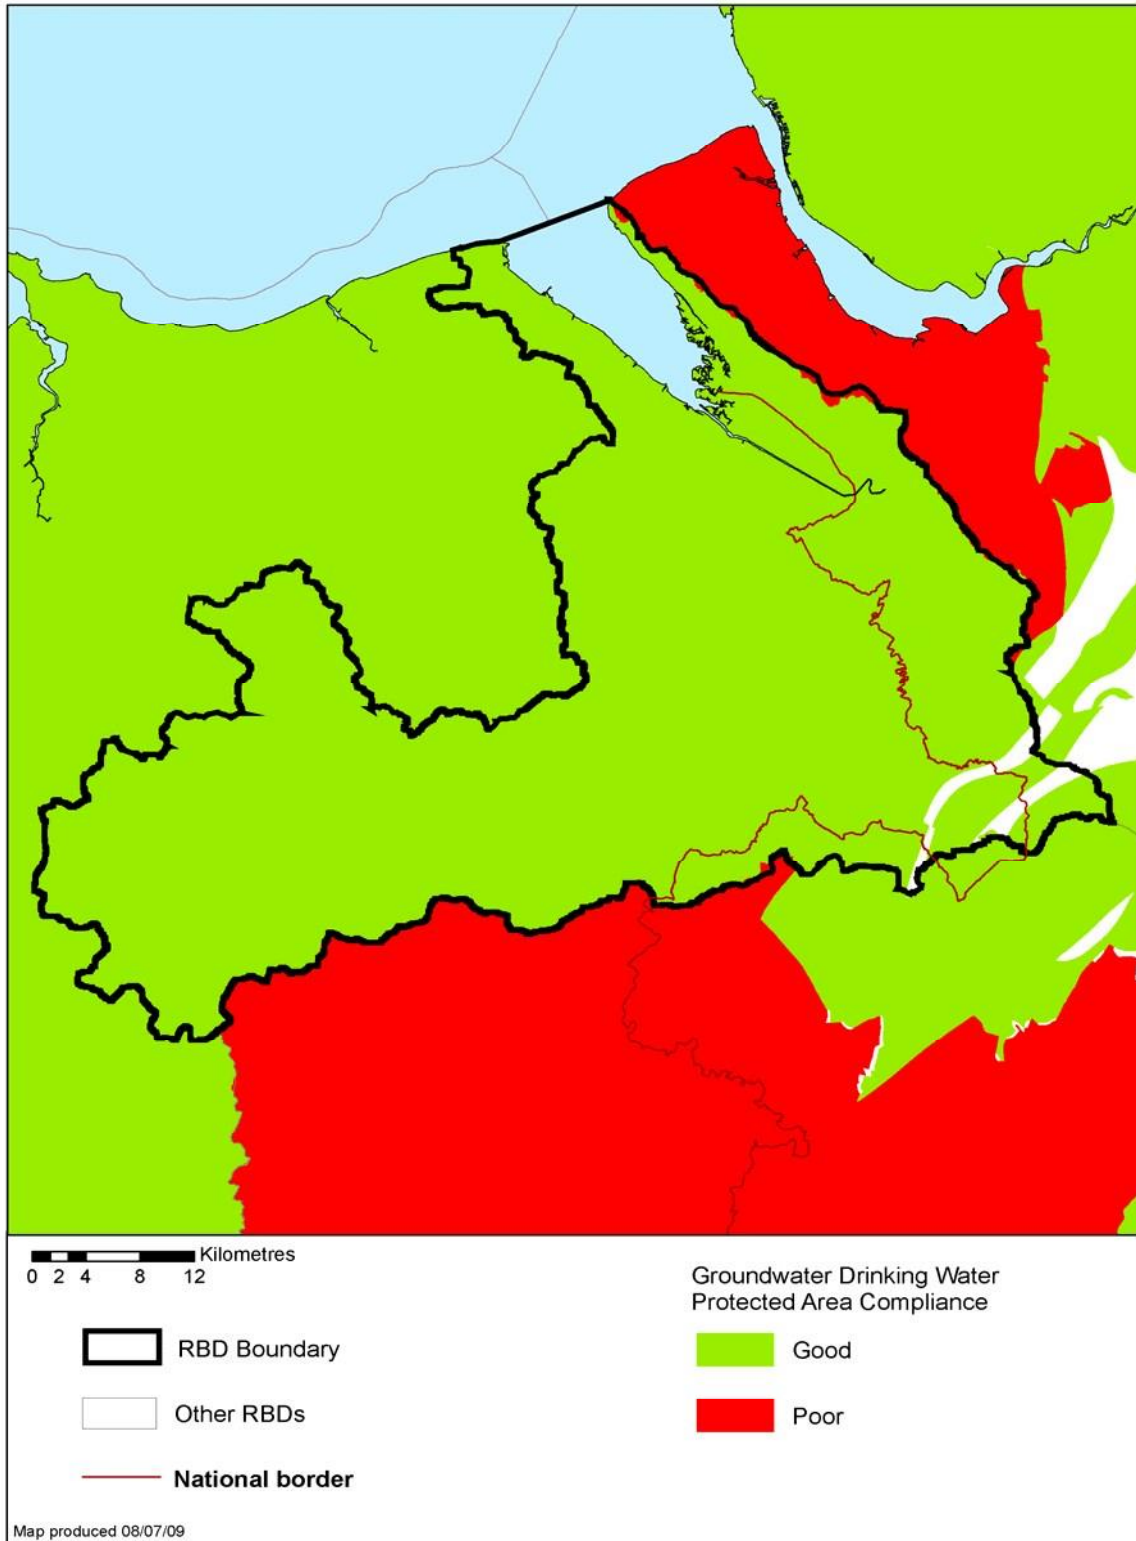 Kilometres
0 2 4 8 12
Groundwater Drinking Water
Protected Area Compliance
RBD Boundary
Good
Other RBDs
Poor
National border
Map produced 08/07/09